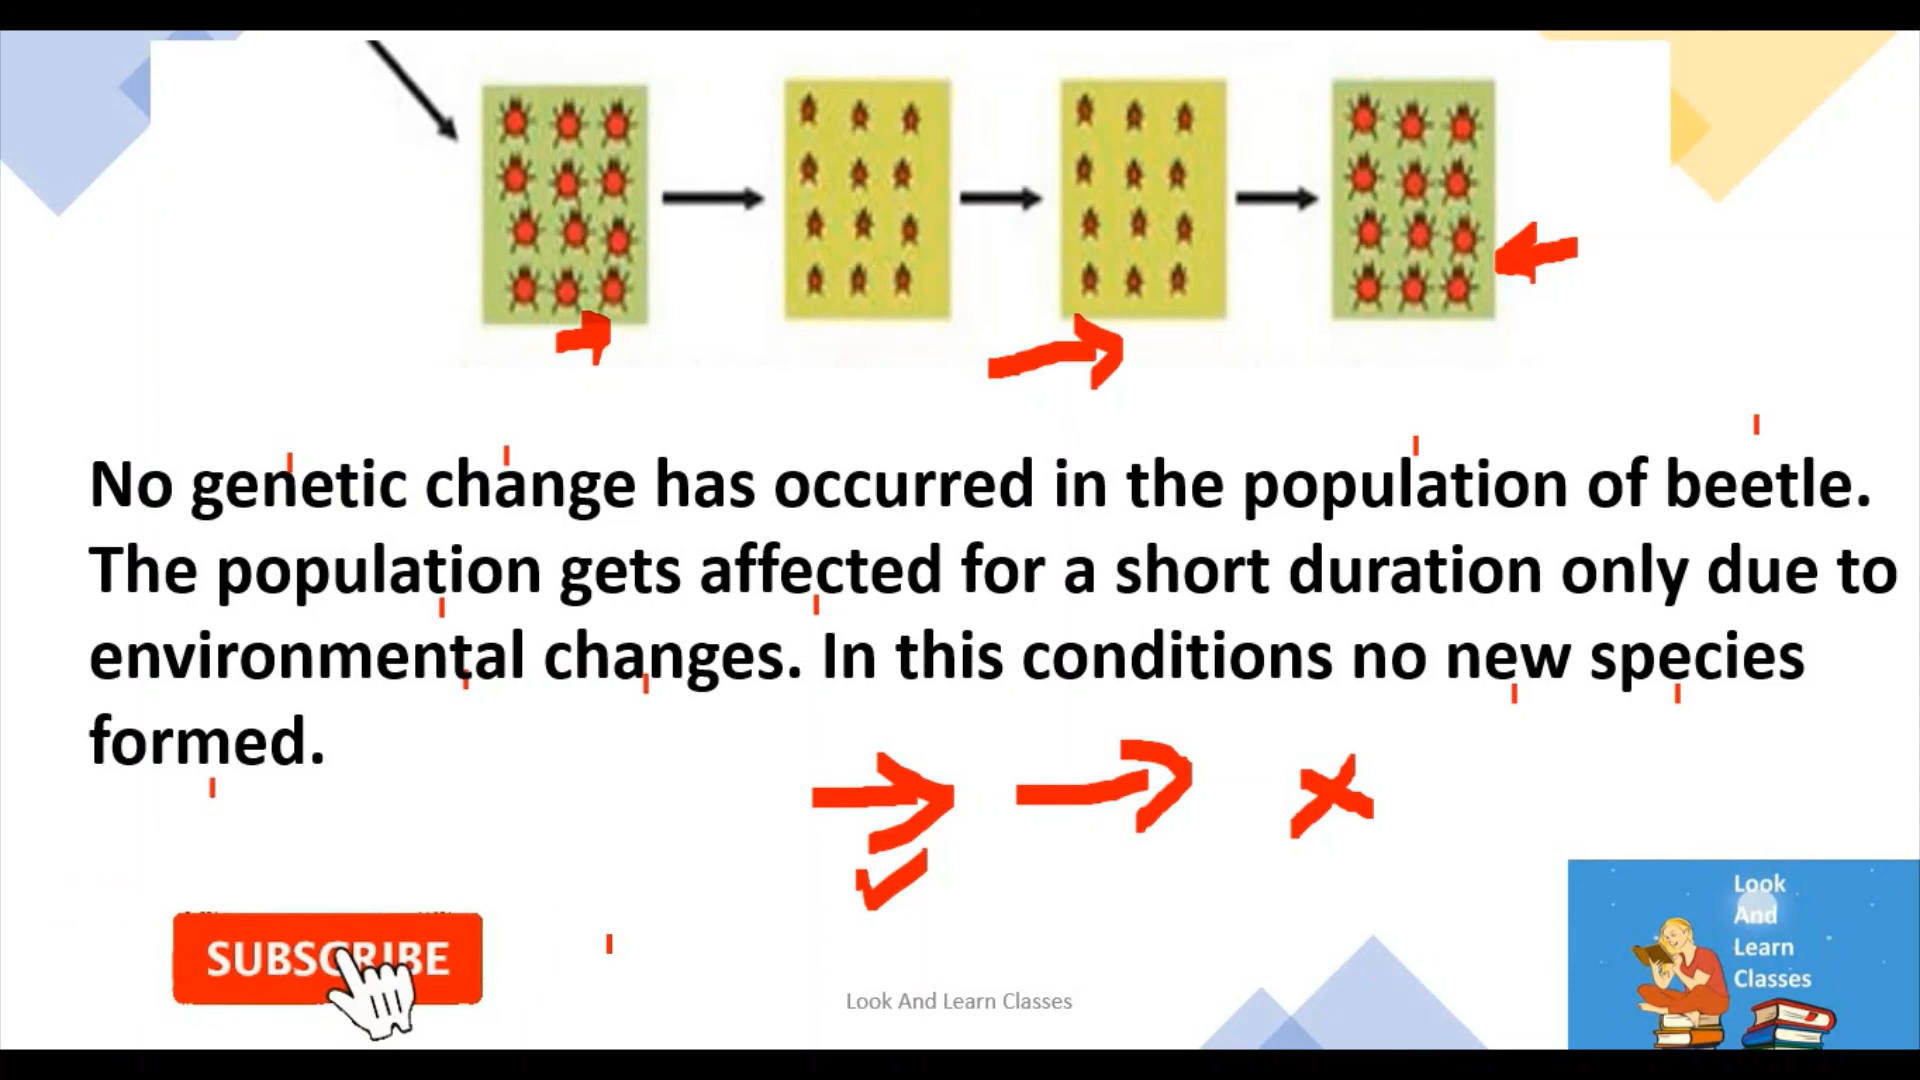 No genetic change has occurred in the population of beetle.
The population gets affected for a short duration only due to
environmental changes. In this conditions no new species
formed.
SUBSCRIBE
Look And Learn Classes
Look
And
Learn
Classes